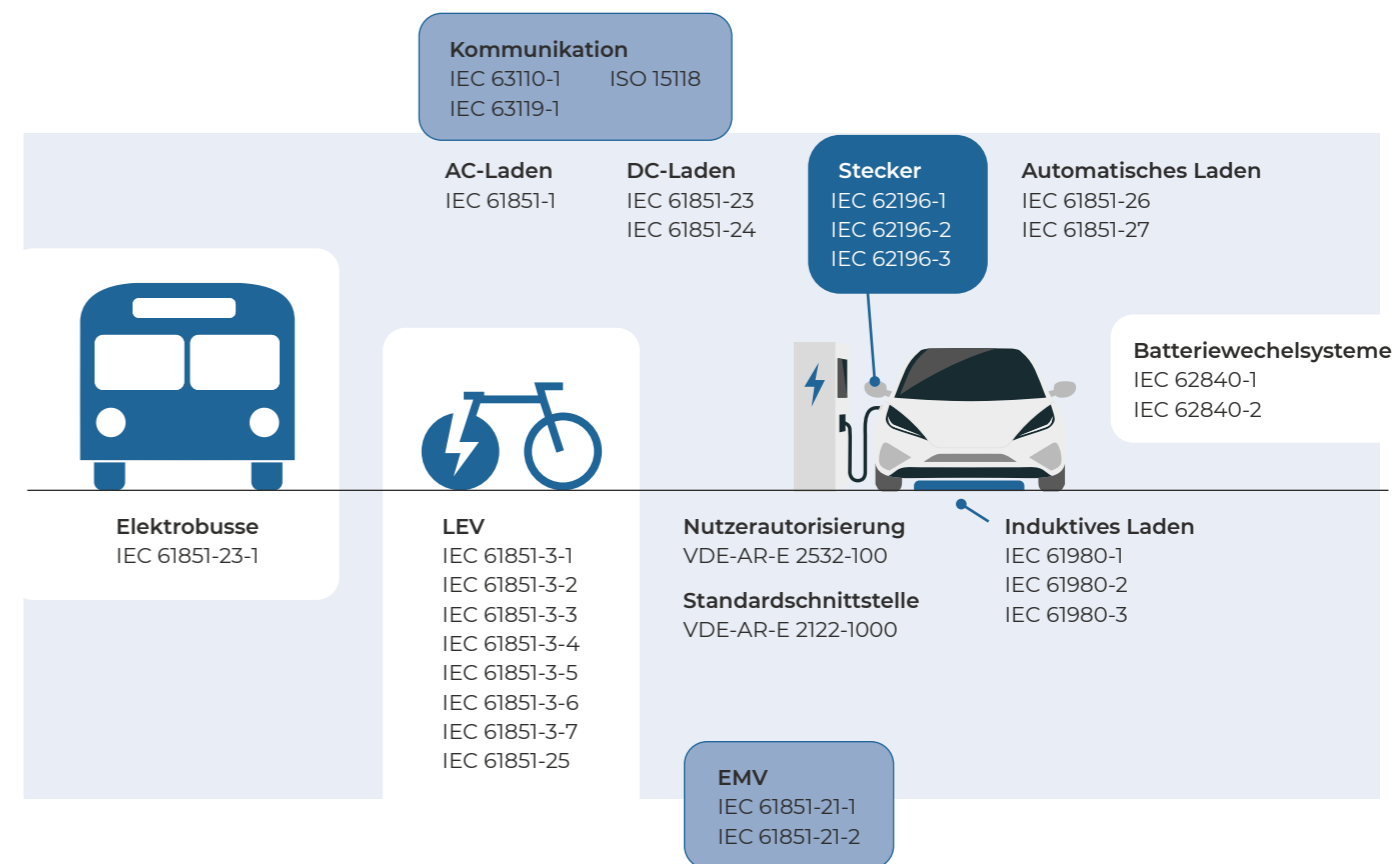 Kommunikation
IEC 63110-1 ISO 15118
IEC 63119-1
AC-Laden
IEC 61851-1
DC-Laden
IEC 61851-23
IEC 61851-24
Stecker
IEC 62196-1
IEC 62196-2
IEC 62196-3
Automatisches Laden
IEC 61851-26
IEC 61851-27
Batteriewechelsysteme
IEC 62840-1
IEC 62840-2
Elektrobusse
IEC 61851-23-1
LEV
IEC 61851-3-1
IEC 61851-3-2
IEC 61851-3-3
IEC 61851-3-4
IEC 61851-3-5
IEC 61851-3-6
IEC 61851-3-7
IEC 61851-25
Nutzerautorisierung
VDE-AR-E 2532-100
Standardschnittstelle
VDE-AR-E 2122-1000
Induktives Laden
IEC 61980-1
IEC 61980-2
IEC 61980-3
EMV
IEC 61851-21-1
IEC 61851-21-2